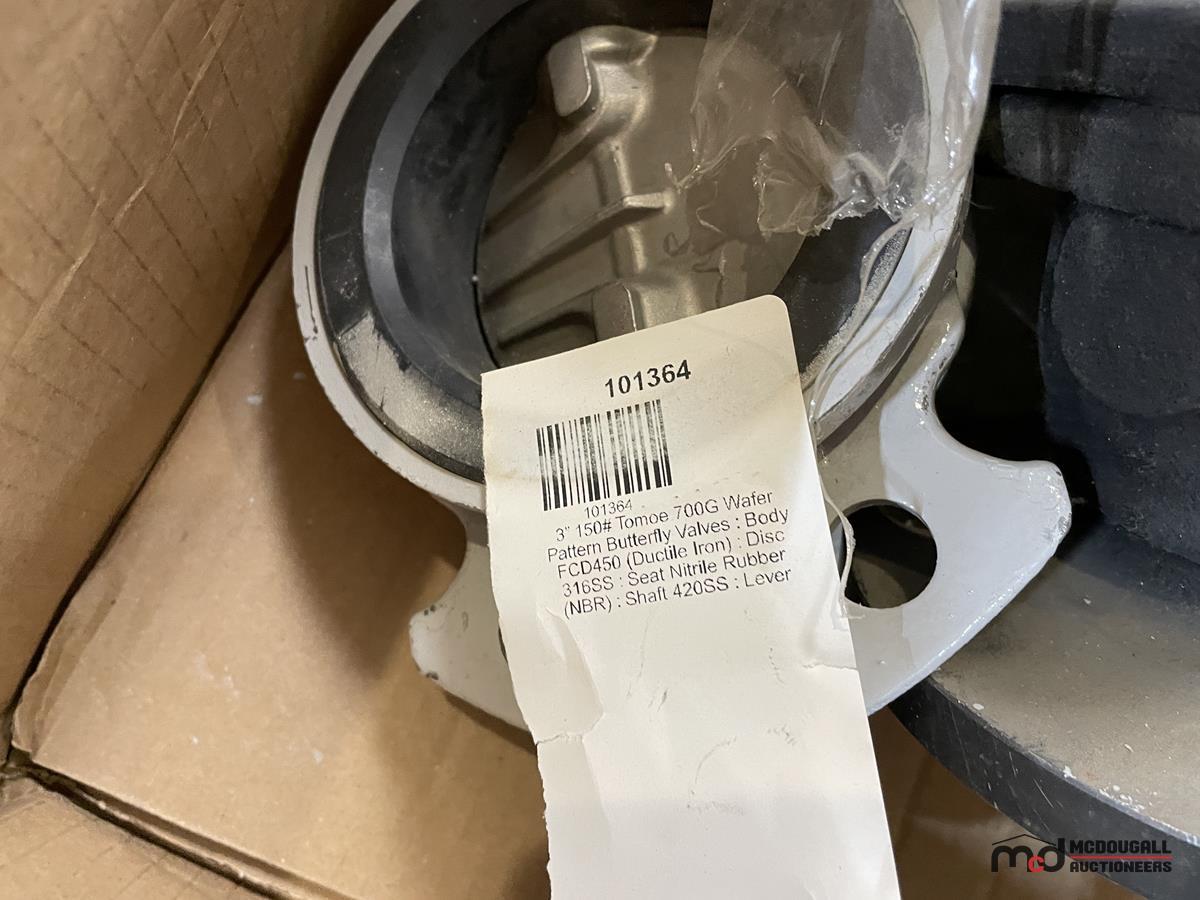 101364
101364
3" 150# Tomoe 700G Wafer
Pattern Butterfly Valves : Body
FCD450 (Ductile Iron) : Disc
316SS : Seat Nitrile Rubber
(NBR) : Shaft 420SS : Lever
mcd MCDOUGALL
AUCTIONEERS